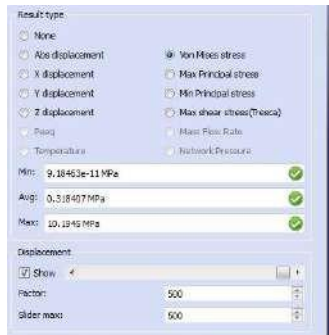 Result type
None
Abs displacement
Von Mises stress
X displacement
Max Principal stress
Y displacement
Min Principal stress
Z displacement
Max shear stress(Tresca)
Peeq
Mass Flow Rate
Temperature
Network Pressure
Min: 9.18463e-11 MPa
Avg: 0.318407 MPa
Max: 10.1945 MPa
Displacement
Show
Factor: 500
Slider max: 500